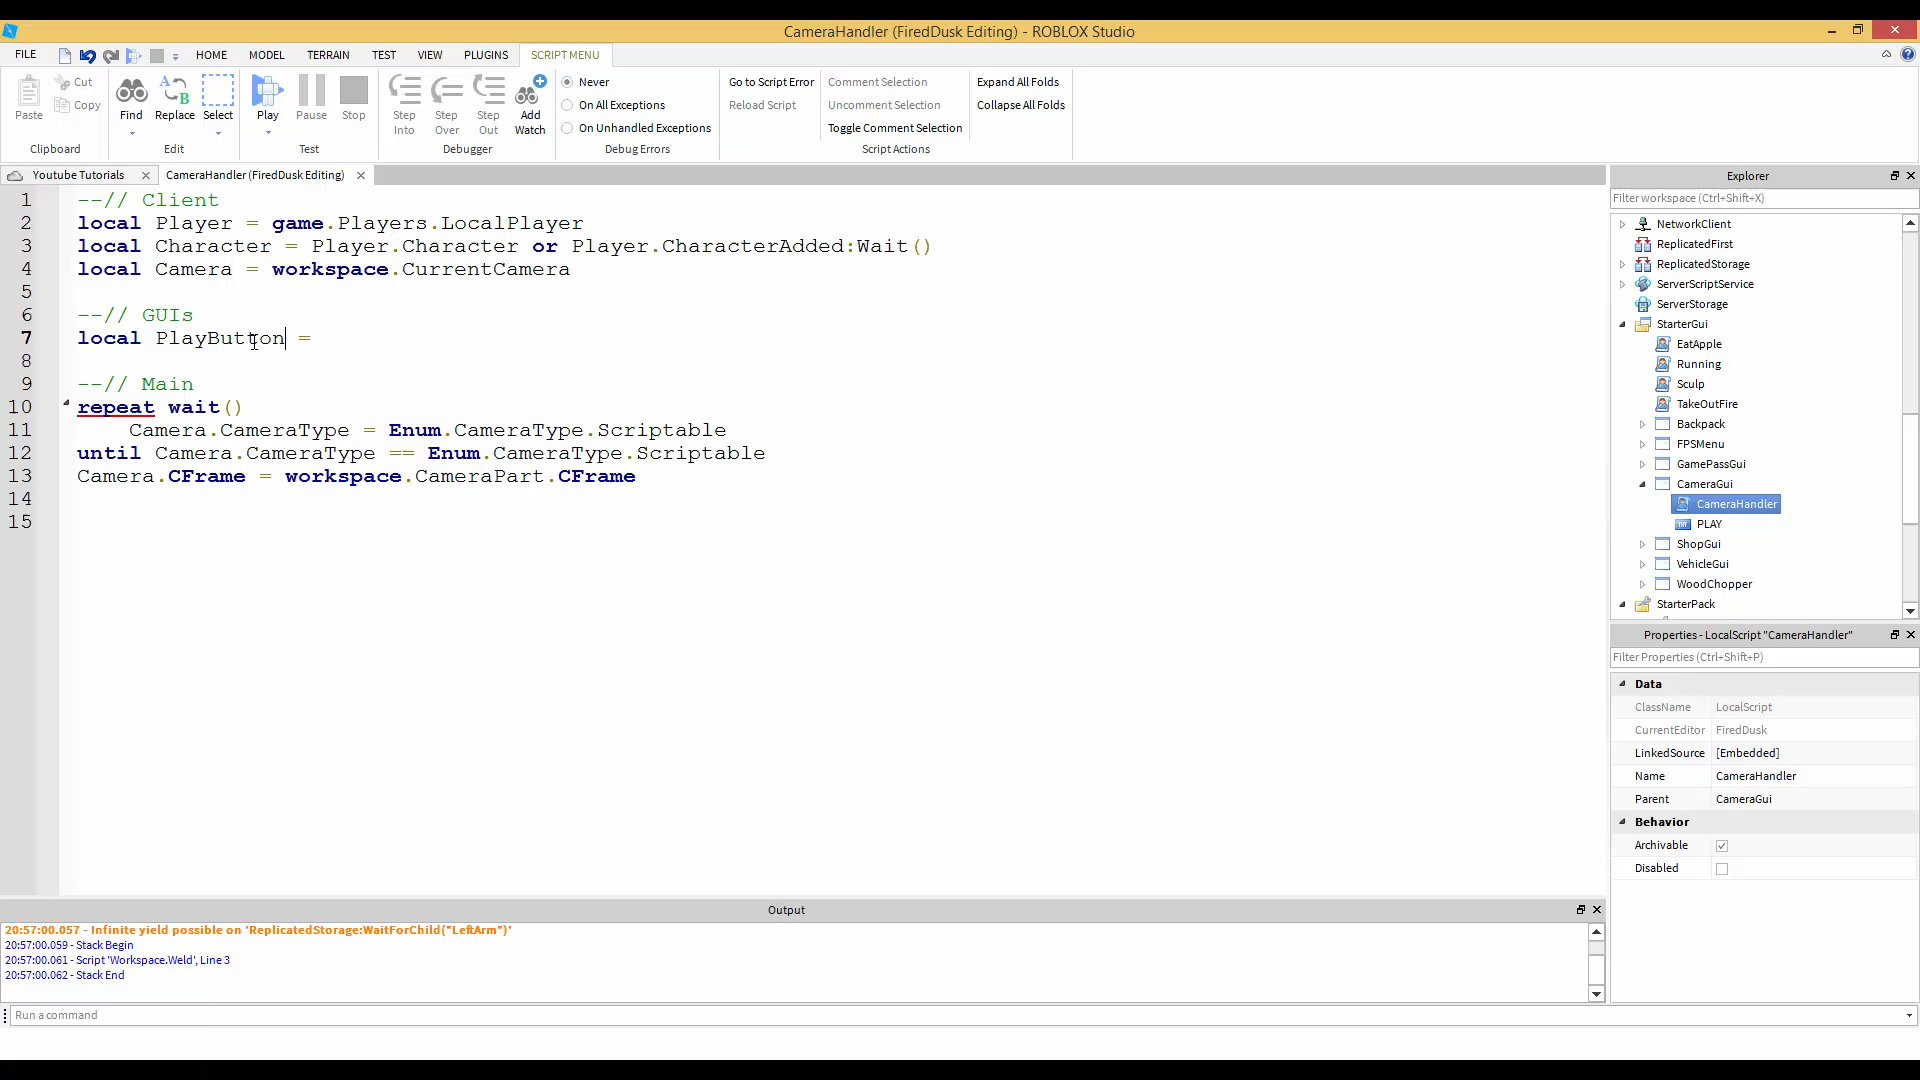 CameraHandler (FiredDusk Editing) - ROBLOX Studio
FILE HOME MODEL TERRAIN TEST VIEW PLUGINS SCRIPT MENU
Paste
Cut
Copy
Clipboard
Find
Replace
Select
Edit
Play
Pause
Stop
Test
Step Into
Step Over
Step Out
Add Watch
Debugger
Never
On All Exceptions
On Unhandled Exceptions
Debug Errors
Go to Script Error
Reload Script
Comment Selection
Uncomment Selection
Toggle Comment Selection
Script Actions
Expand All Folds
Collapse All Folds
Youtube Tutorials
CameraHandler (FiredDusk Editing)
1 --// Client
2 local Player = game.Players.LocalPlayer
3 local Character = Player.Character or Player.CharacterAdded:Wait()
4 local Camera = workspace.CurrentCamera
5
6 --// GUIs
7 local PlayButton =
8
9 --// Main
10 repeat wait()
11 Camera.CameraType = Enum.CameraType.Scriptable
12 until Camera.CameraType == Enum.CameraType.Scriptable
13 Camera.CFrame = workspace.CameraPart.CFrame
14
15
Explorer
Filter workspace (Ctrl+Shift+X)
NetworkClient
ReplicatedFirst
ReplicatedStorage
ServerScriptService
ServerStorage
StarterGui
EatApple
Running
Sculp
TakeOutFire
Backpack
FPSMenu
GamePassGui
CameraGui
CameraHandler
TXT PLAY
ShopGui
VehicleGui
WoodChopper
StarterPack
Properties - LocalScript "CameraHandler"
Filter Properties (Ctrl+Shift+P)
Data
ClassName LocalScript
CurrentEditor FiredDusk
LinkedSource [Embedded]
Name CameraHandler
Parent CameraGui
Behavior
Archivable
Disabled
Output
20:57:00.057 - Infinite yield possible on 'ReplicatedStorage:WaitForChild("LeftArm")'
20:57:00.059 - Stack Begin
20:57:00.061 - Script 'Workspace.Weld', Line 3
20:57:00.062 - Stack End
Run a command